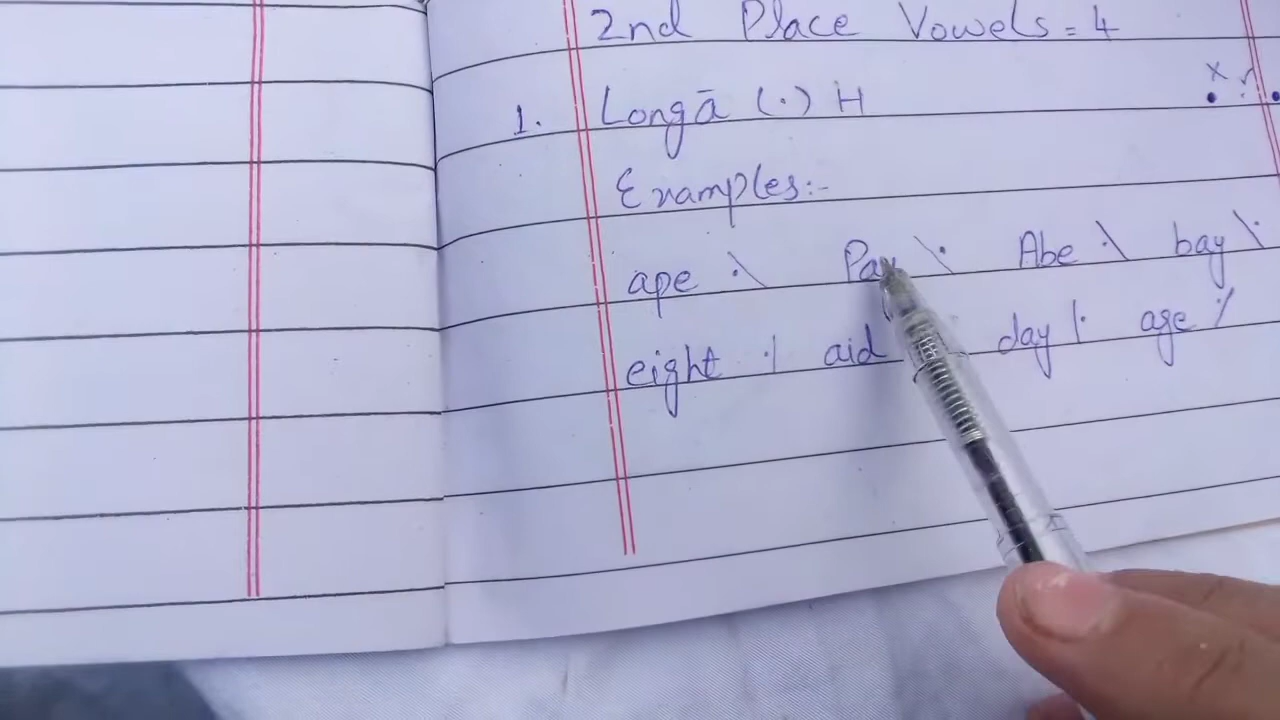 2nd Place Vowels = 4
1. Long ā (.) H
Examples:-
ape Pay Abe bay
eight aid day age